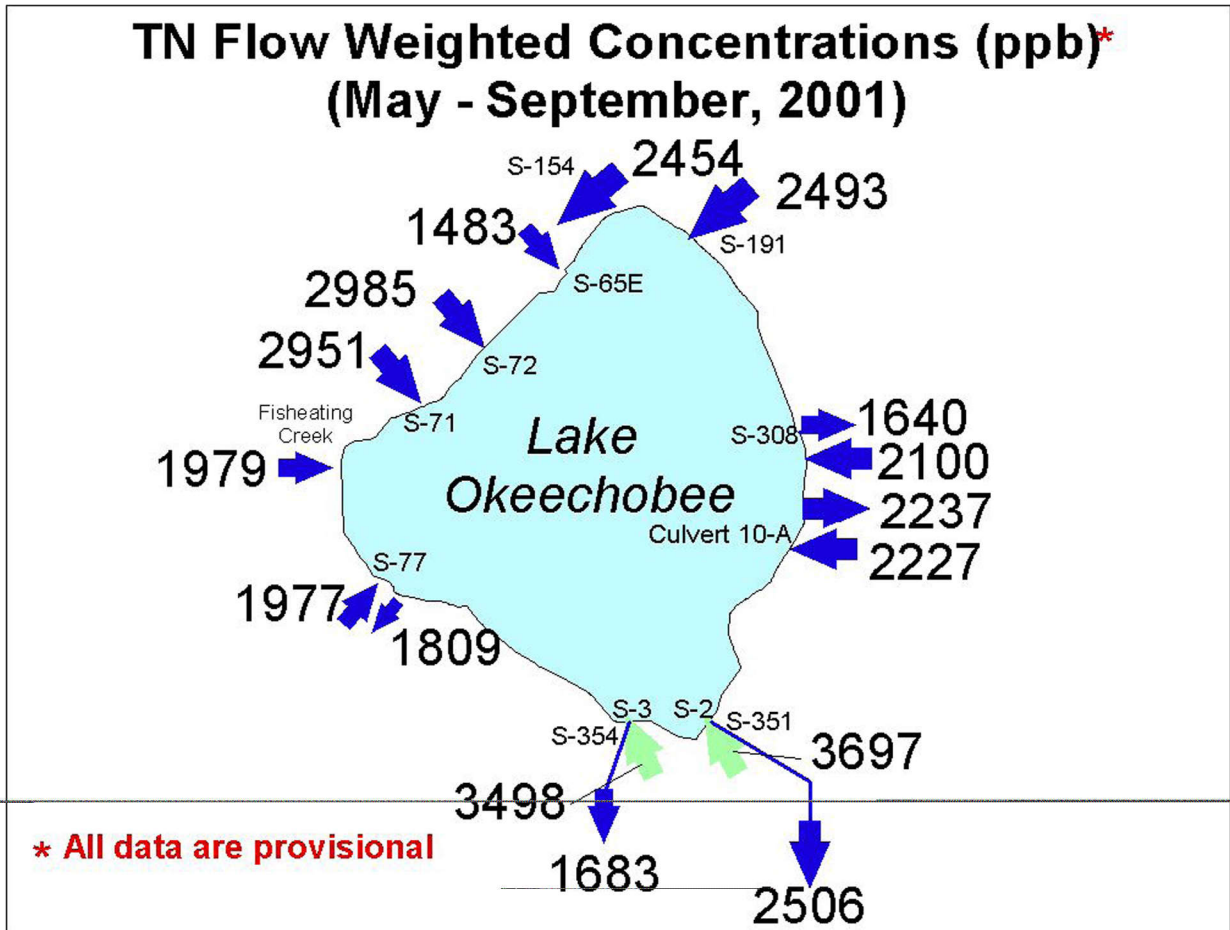 TN Flow Weighted Concentrations (ppb)*
(May - September, 2001)
S-154
2454
2493
1483
S-191
S-65E
2985
2951
S-72
Fisheating
Creek
S-71
1979
Lake
Okeechobee
S-308
1640
2100
2237
Culvert 10-A
2227
S-77
1977
1809
S-3
S-2
S-351
S-354
3697
3498
* All data are provisional
1683
2506